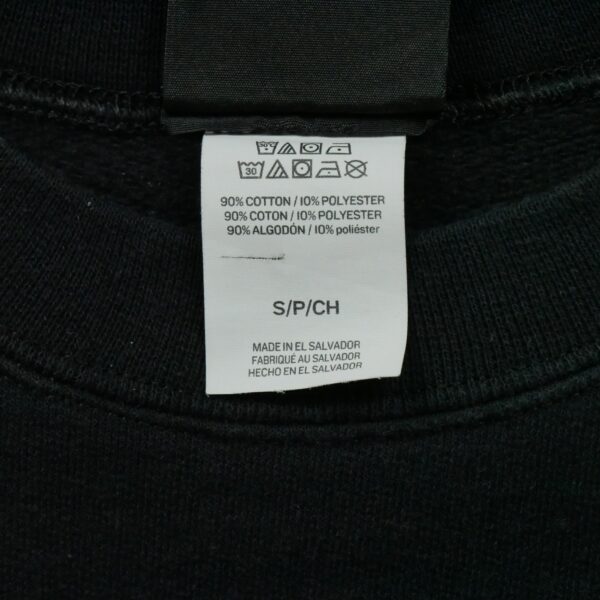 30
90% COTTON / 10% POLYESTER
90% COTON / 10% POLYESTER
90% ALGODÓN / 10% poliéster
S/P/CH
MADE IN EL SALVADOR
FABRIQUÉ AU SALVADOR
HECHO EN EL SALVADOR